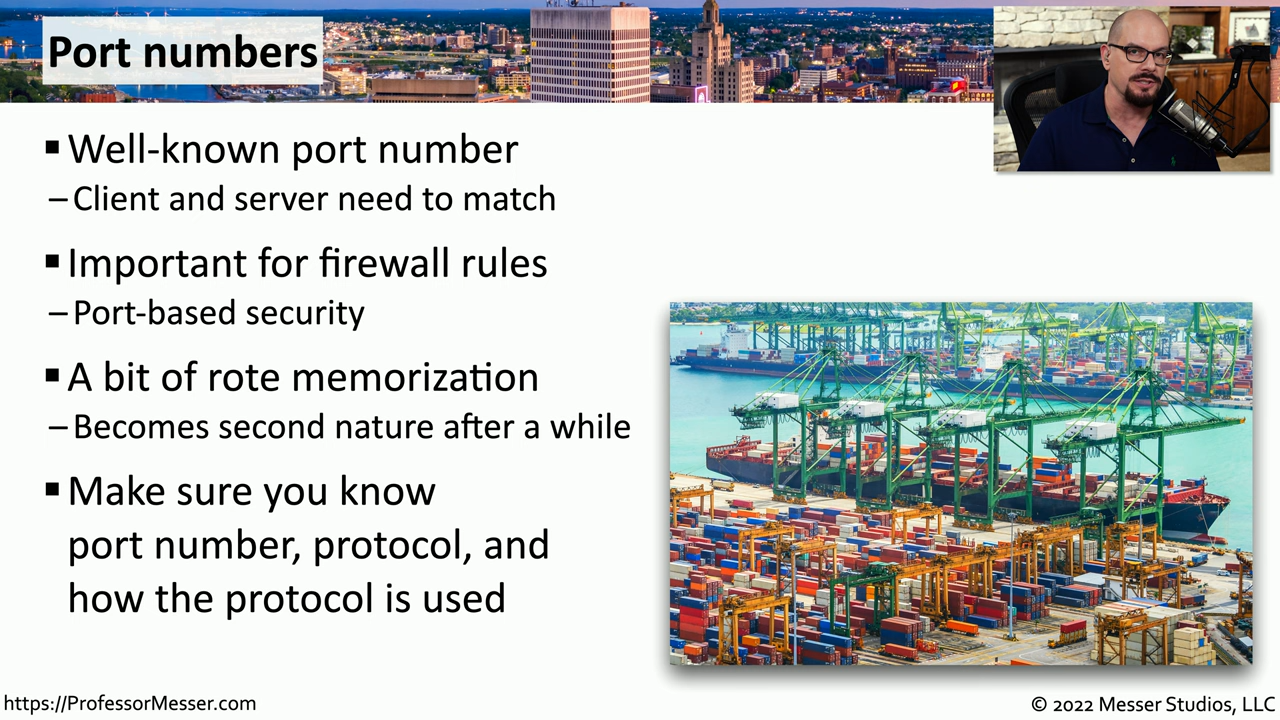 Port numbers
▪ Well-known port number
– Client and server need to match
▪ Important for firewall rules
– Port-based security
▪ A bit of rote memorization
– Becomes second nature after a while
▪ Make sure you know
port number, protocol, and
how the protocol is used
https://ProfessorMesser.com
© 2022 Messer Studios, LLC